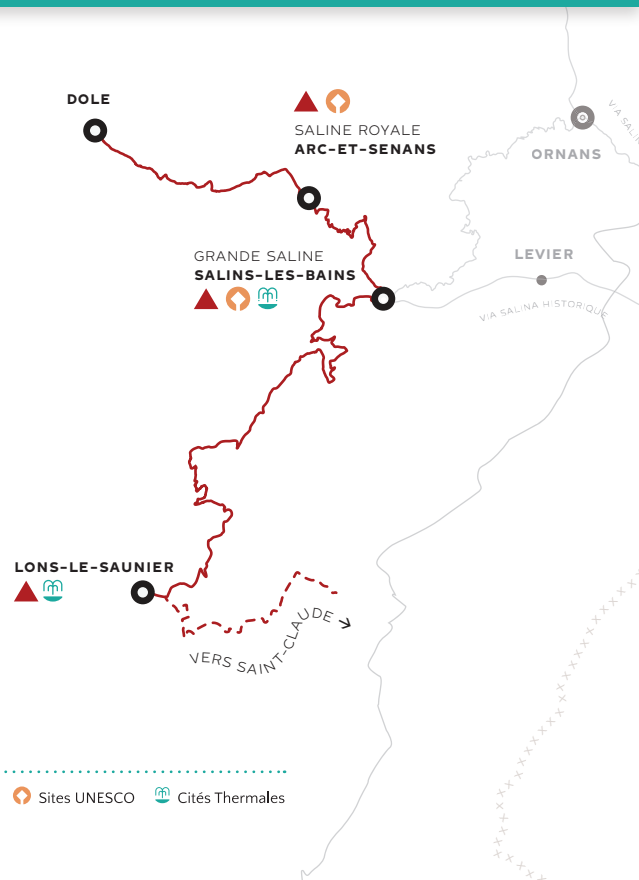 DOLE
SALINE ROYALE
ARC-ET-SENANS
VIA SALIN
ORNANS
GRANDE SALINE
SALINS-LES-BAINS
LEVIER
VIA SALINA HISTORIQUE
LONS-LE-SAUNIER
VERS SAINT-CLAUDE
Sites UNESCO Cités Thermales